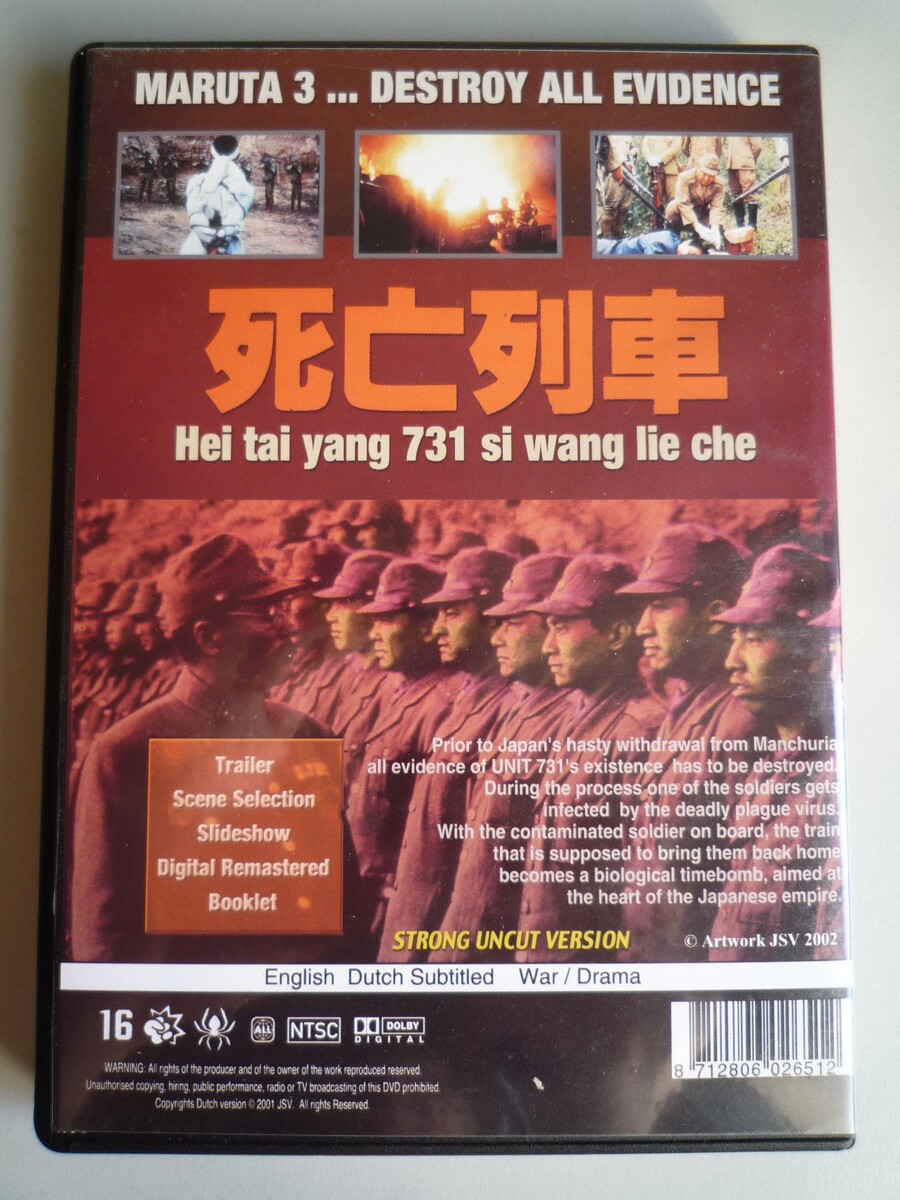 MARUTA 3 ... DESTROY ALL EVIDENCE
死亡列車
Hei tai yang 731 si wang lie che
Trailer
Scene Selection
Slideshow
Digital Remastered
Booklet
Prior to Japan's hasty withdrawal from Manchuria
all evidence of UNIT 731's existence has to be destroyed.
During the process one of the soldiers gets
infected by the deadly plague virus.
With the contaminated soldier on board, the train
that is supposed to bring them back home
becomes a biological timebomb, aimed at
the heart of the Japanese empire.
STRONG UNCUT VERSION
© Artwork JSV 2002
English Dutch Subtitled War / Drama
16
ALL
NTSC
DOLBY
DIGITAL
WARNING: All rights of the producer and of the owner of the work reproduced reserved.
Unauthorised copying, hiring, public performance, radio or TV broadcasting of this DVD prohibited.
Copyrights Dutch version © 2001 JSV. All rights Reserved.
8 712806 026512